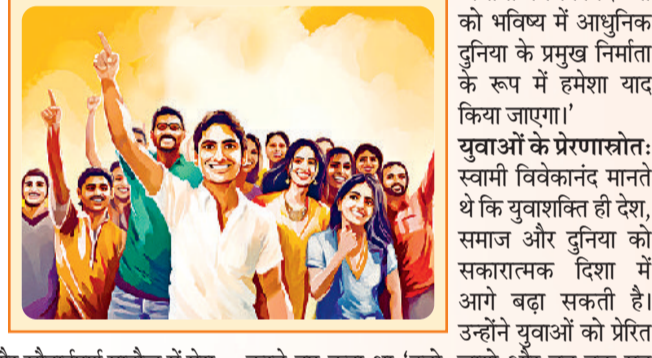 को भविष्य में आधुनिक
दुनिया के प्रमुख निर्माता
के रूप में हमेशा याद
किया जाएगा।’
युवाओं के प्रेरणास्रोत:
स्वामी विवेकानंद मानते
थे कि युवाशक्ति ही देश,
समाज और दुनिया को
सकारात्मक दिशा में
आगे बढ़ा सकती है।
उन्होंने युवाओं को प्रेरित